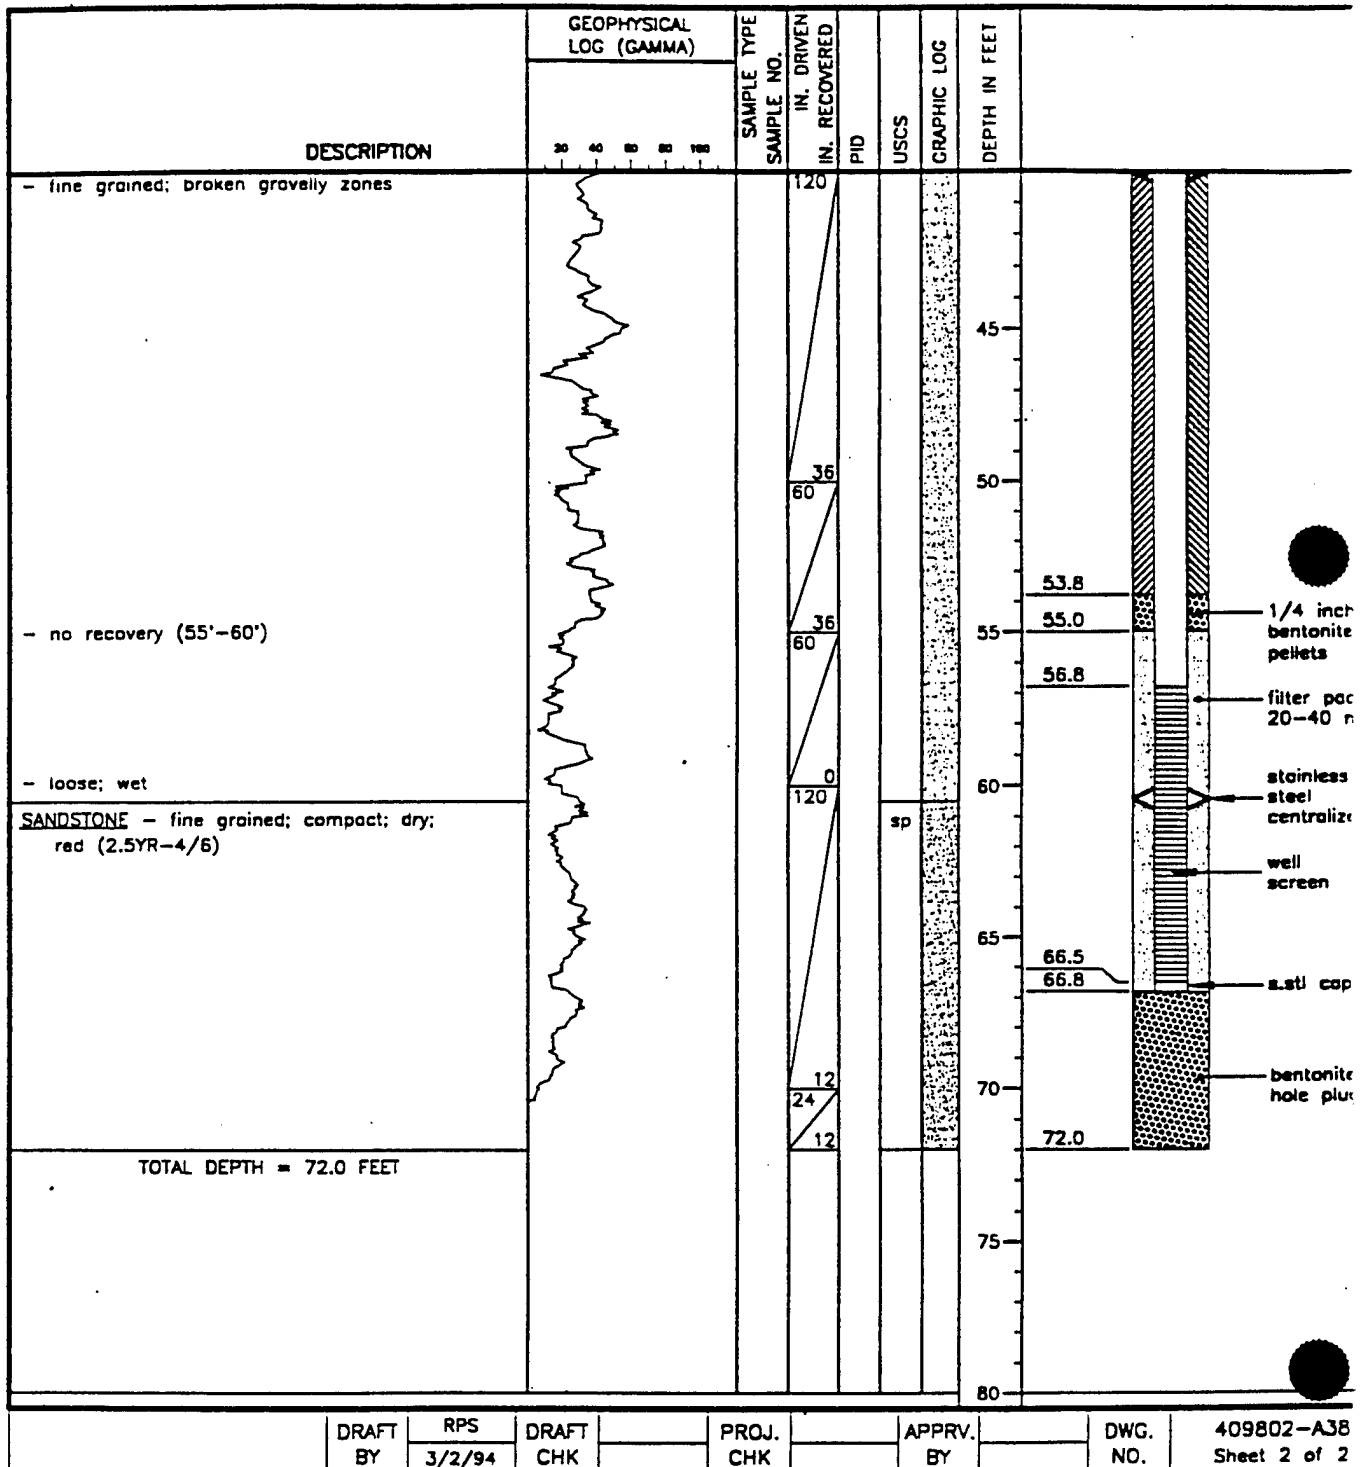 GEOPHYSICAL
LOG (GAMMA)
20 40 60 80 100
DESCRIPTION
SAMPLE TYPE
SAMPLE NO.
IN. DRIVEN
IN. RECOVERED
PID
USCS
GRAPHIC LOG
DEPTH IN FEET
- fine grained; broken gravelly zones
120
45
36
50
60
53.8
1/4 inch
bentonite
pellets
36
55.0
55
- no recovery (55'-60')
60
56.8
filter pac
20-40 m
stainless
steel
centralize
- loose; wet
0
60
120
SANDSTONE - fine grained; compact; dry;
red (2.5YR-4/6)
sp
well
screen
65
66.5
66.8
s.stl cap
12
70
24
bentonite
hole plug
12
72.0
TOTAL DEPTH = 72.0 FEET
75
80
DRAFT BY
RPS
3/2/94
DRAFT CHK
PROJ. CHK
APPRV. BY
DWG. NO.
409802-A38
Sheet 2 of 2